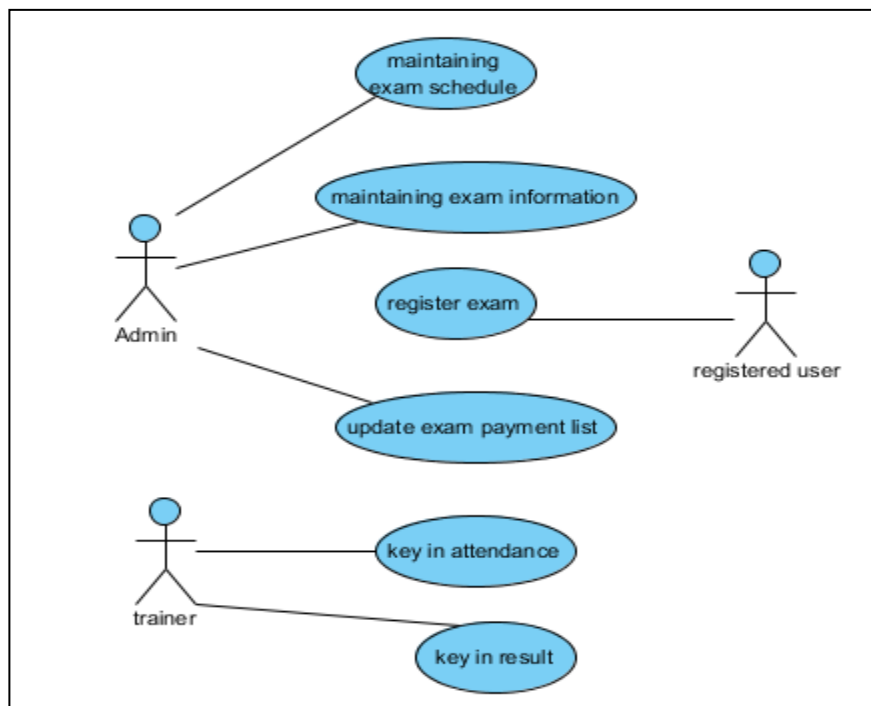 maintaining
exam schedule
maintaining exam information
register exam
Admin
registered user
update exam payment list
key in attendance
trainer
key in result